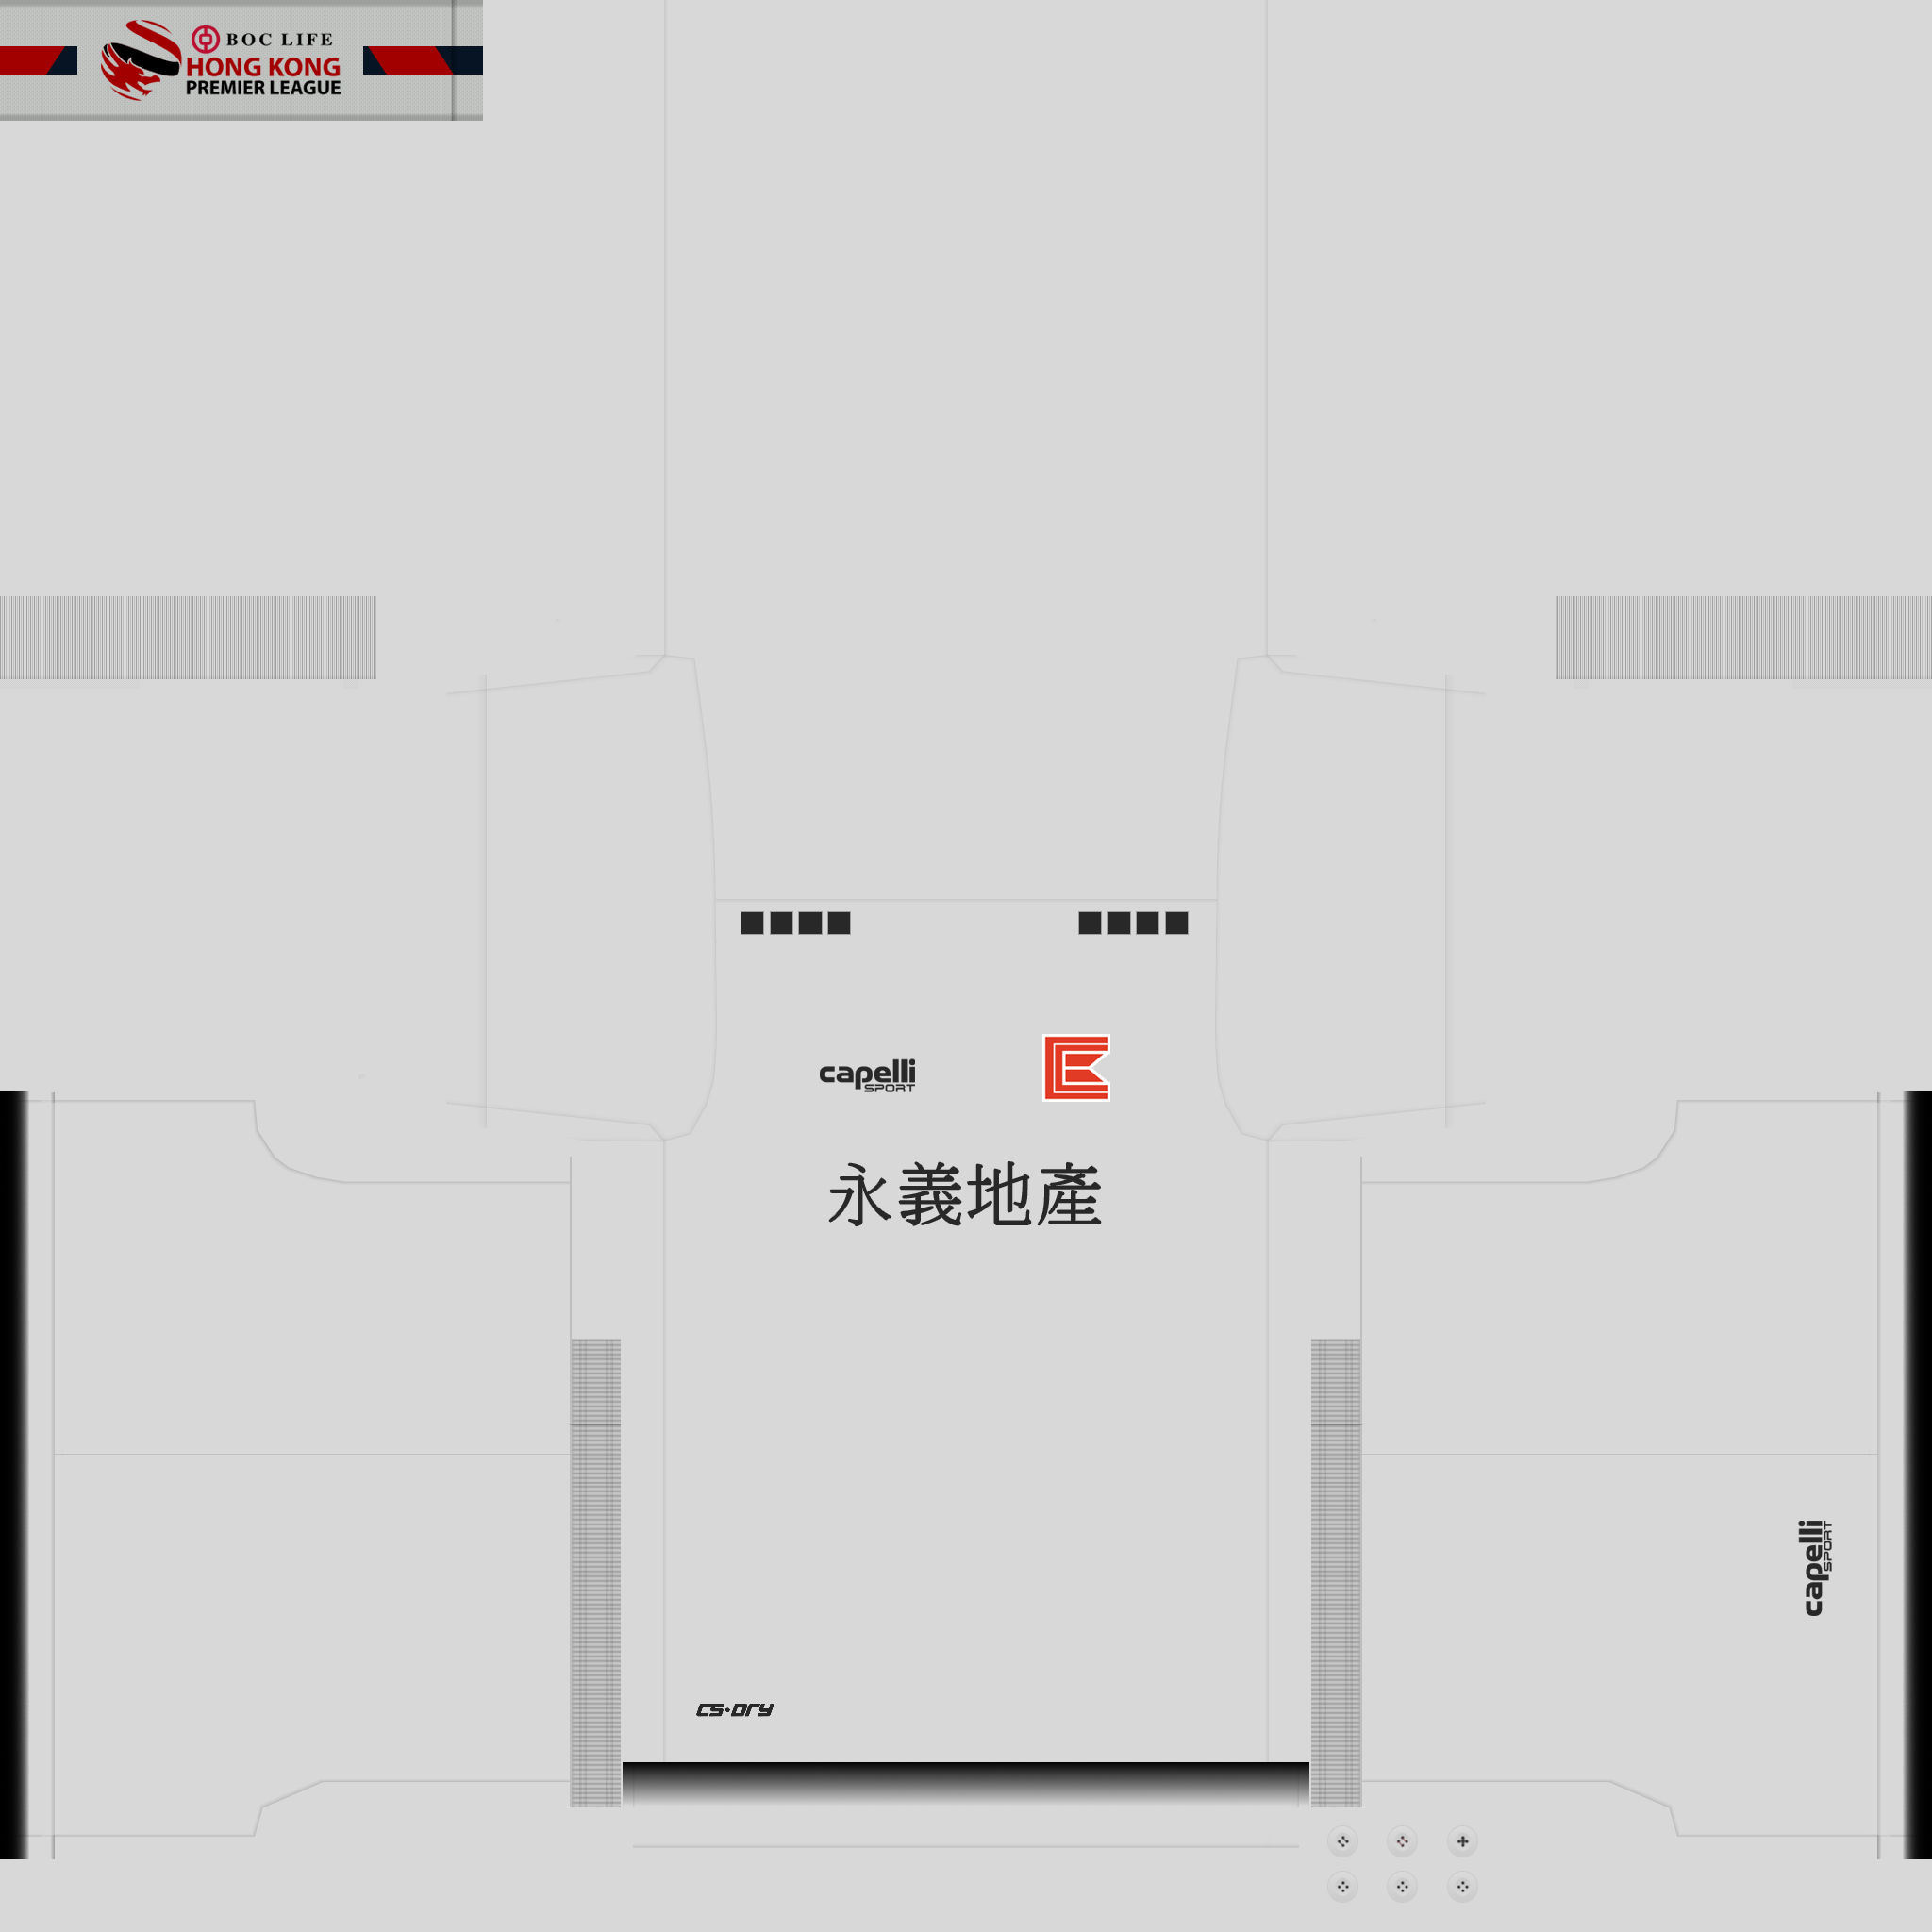 BOC LIFE
HONG KONG
PREMIER LEAGUE
capelli
SPORT
永義地產
capelli
SPORT
cs·dry